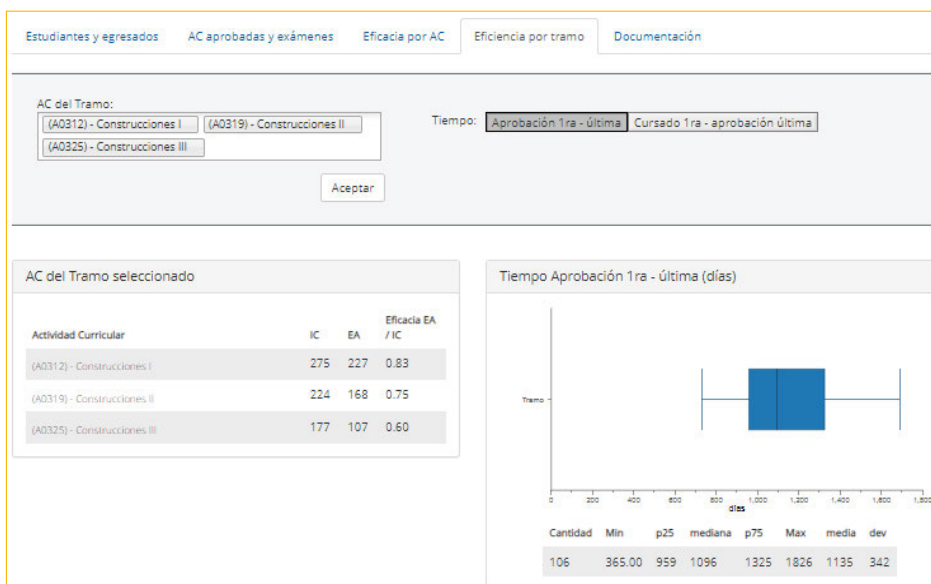 Estudiantes y egresados AC aprobadas y exámenes Eficacia por AC Eficiencia por tramo Documentación
AC del Tramo:
(A0312) - Construcciones I (A0319) - Construcciones II
(A0325) - Construcciones III
Tiempo: Aprobación 1ra - última Cursado 1ra - aprobación última
Aceptar
AC del Tramo seleccionado
Actividad Curricular IC EA Eficacia EA
/ IC
(A0312) - Construcciones I 275 227 0.83
(A0319) - Construcciones II 224 168 0.75
(A0325) - Construcciones III 177 107 0.60
Tiempo Aprobación 1ra - última (días)
Tramo
0 200 400 600 800 1,000 1,200 1,400 1,600 1,800
días
Cantidad Min p25 mediana p75 Max media dev
106 365.00 959 1096 1325 1826 1135 342